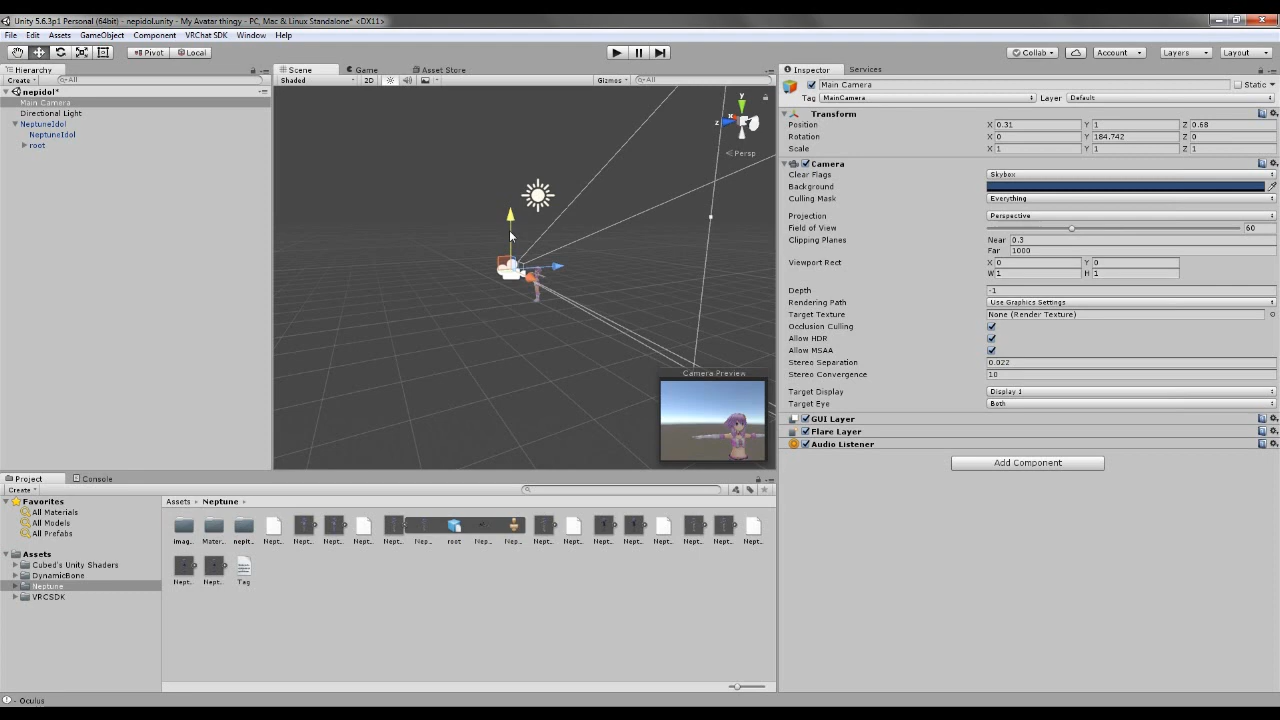 Unity 5.6.3p1 Personal (64bit) - nepidol.unity - My Avatar thingy - PC, Mac & Linux Standalone* <DX11>
File Edit Assets GameObject Component VRChat SDK Window Help
Pivot Local Collab Account Layers Layout
Hierarchy
Create All
nepidol*
Main Camera
Directional Light
NeptuneIdol
NeptuneIdol
root
Scene Game Asset Store
Shaded 2D Gizmos All
y
x
z
Persp
Camera Preview
Inspector Services
Main Camera Static
Tag MainCamera Layer Default
Transform
Position X 0.31 Y 1 Z 0.68
Rotation X 0 Y 184.742 Z 0
Scale X 1 Y 1 Z 1
Camera
Clear Flags Skybox
Background
Culling Mask Everything
Projection Perspective
Field of View 60
Clipping Planes Near 0.3
Far 1000
Viewport Rect X 0 Y 0
W 1 H 1
Depth -1
Rendering Path Use Graphics Settings
Target Texture None (Render Texture)
Occlusion Culling
Allow HDR
Allow MSAA
Stereo Separation 0.022
Stereo Convergence 10
Target Display Display 1
Target Eye Both
GUI Layer
Flare Layer
Audio Listener
Add Component
Project Console
Create
Favorites
All Materials
All Models
All Prefabs
Assets
Cubed's Unity Shaders
DynamicBone
Neptune
VRCSDK
Assets Neptune
imag... Mater... nepit... Nept... Nept... Nept... Nept... Nept... Nep... root Nep... Nep... Nept... Nept... Nept... Nept... Nept... Nept... Nept... Nept...
Nept... Nept... Tag
- Oculus